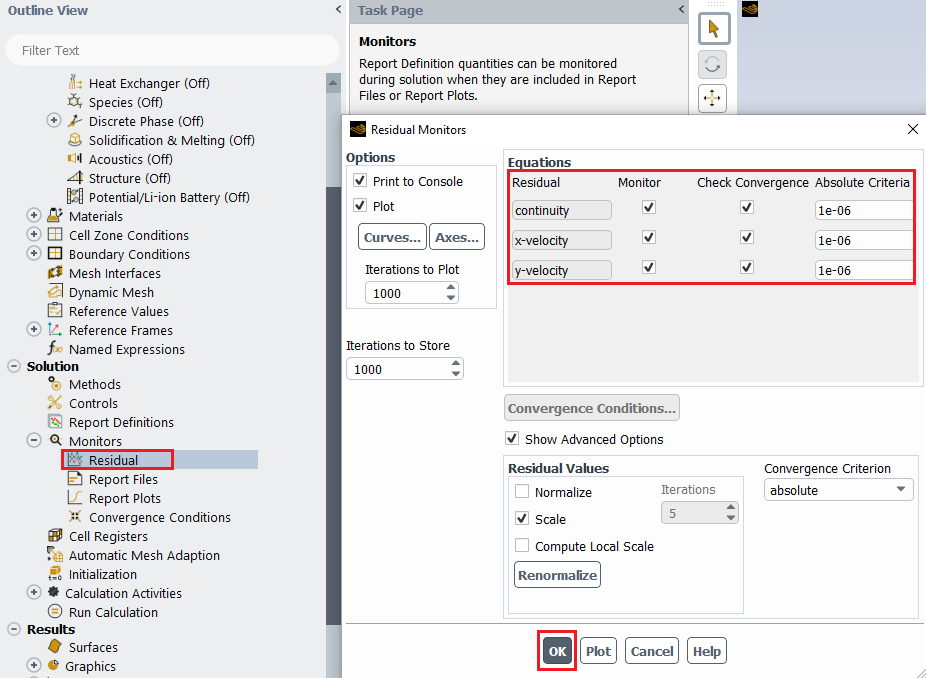 Outline View
<
Filter Text
Heat Exchanger (Off)
Species (Off)
Discrete Phase (Off)
Solidification & Melting (Off)
Acoustics (Off)
Structure (Off)
Potential/Li-ion Battery (Off)
Materials
Cell Zone Conditions
Boundary Conditions
Mesh Interfaces
Dynamic Mesh
Reference Values
Reference Frames
Named Expressions
Solution
Methods
Controls
Report Definitions
Monitors
Residual
Report Files
Report Plots
Convergence Conditions
Cell Registers
Automatic Mesh Adaption
Initialization
Calculation Activities
Run Calculation
Results
Surfaces
Graphics
Task Page
<
Monitors
Report Definition quantities can be monitored
during solution when they are included in Report
Files or Report Plots.
Residual Monitors
Options
Print to Console
Plot
Curves... Axes...
Iterations to Plot
1000
Iterations to Store
1000
Equations
Residual Monitor Check Convergence Absolute Criteria
continuity 1e-06
x-velocity 1e-06
y-velocity 1e-06
Convergence Conditions...
Show Advanced Options
Residual Values
Normalize
Scale
Compute Local Scale
Renormalize
Iterations
5
Convergence Criterion
absolute
OK Plot Cancel Help